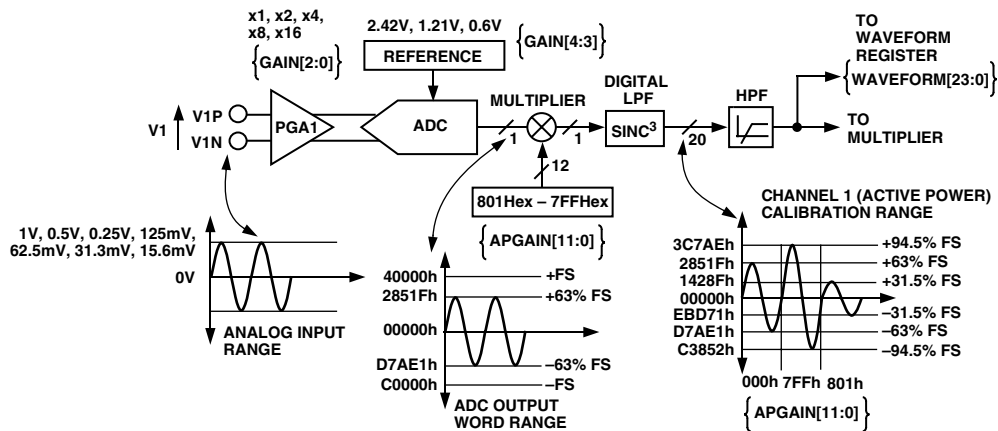 x1, x2, x4,
x8, x16
{GAIN[2:0]}
2.42V, 1.21V, 0.6V
REFERENCE
{GAIN[4:3]}
V1
V1P
V1N
PGA1
ADC
1
MULTIPLIER
1
12
801Hex – 7FFHex
{APGAIN[11:0]}
DIGITAL
LPF
SINC3
20
HPF
TO
WAVEFORM
REGISTER
{WAVEFORM[23:0]}
TO
MULTIPLIER
1V, 0.5V, 0.25V, 125mV,
62.5mV, 31.3mV, 15.6mV
0V
ANALOG INPUT
RANGE
40000h +FS
2851Fh +63% FS
00000h
D7AE1h –63% FS
C0000h –FS
ADC OUTPUT
WORD RANGE
CHANNEL 1 (ACTIVE POWER)
CALIBRATION RANGE
3C7AEh +94.5% FS
2851Fh +63% FS
1428Fh +31.5% FS
00000h
EBD71h –31.5% FS
D7AE1h –63% FS
C3852h –94.5% FS
000h 7FFh 801h
{APGAIN[11:0]}